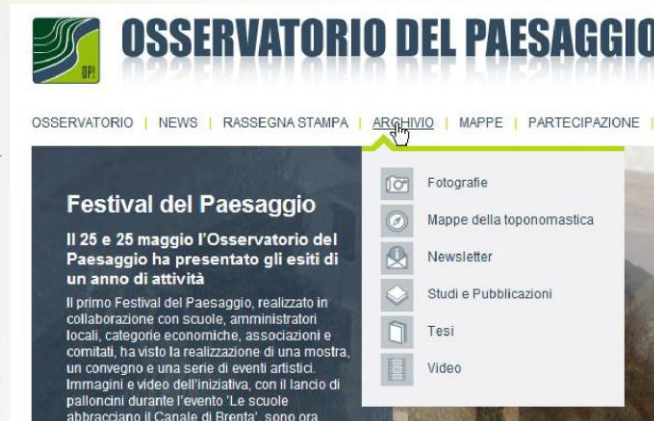 OP!
OSSERVATORIO DEL PAESAGGIO
OSSERVATORIO | NEWS | RASSEGNA STAMPA | ARCHIVIO | MAPPE | PARTECIPAZIONE |
Festival del Paesaggio
Il 25 e 25 maggio l'Osservatorio del
Paesaggio ha presentato gli esiti di
un anno di attività
Il primo Festival del Paesaggio, realizzato in
collaborazione con scuole, amministratori
locali, categorie economiche, associazioni e
comitati, ha visto la realizzazione di una mostra,
un convegno e una serie di eventi artistici.
Immagini e video dell'iniziativa, con il lancio di
palloncini durante l'evento 'Le scuole
abbracciano il Canale di Brenta', sono ora
Fotografie
Mappe della toponomastica
Newsletter
Studi e Pubblicazioni
Tesi
Video